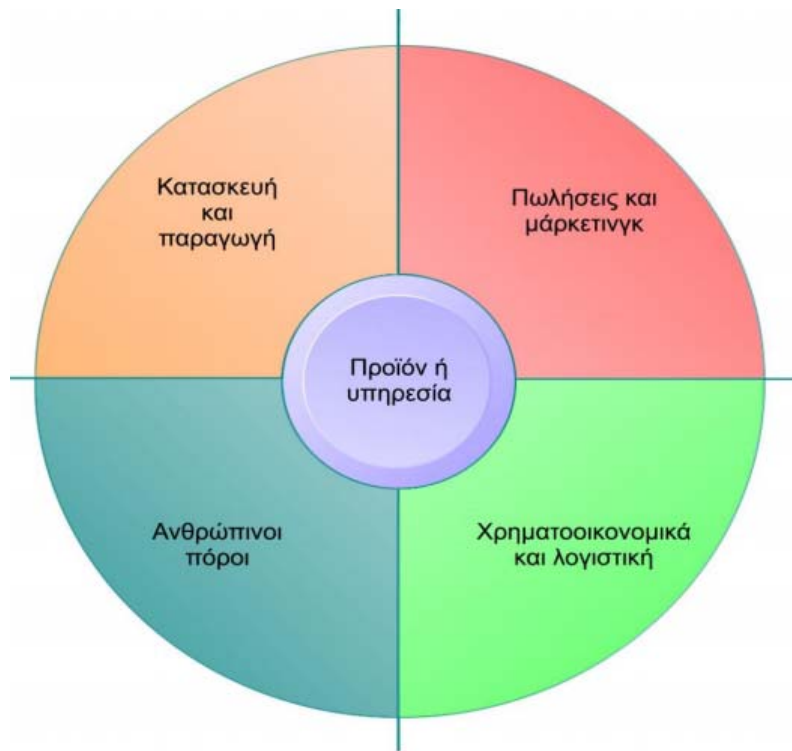 Κατασκευή
και
παραγωγή
Πωλήσεις και
μάρκετινγκ
Προϊόν ή
υπηρεσία
Ανθρώπινοι
πόροι
Χρηματοοικονομικά
και λογιστική